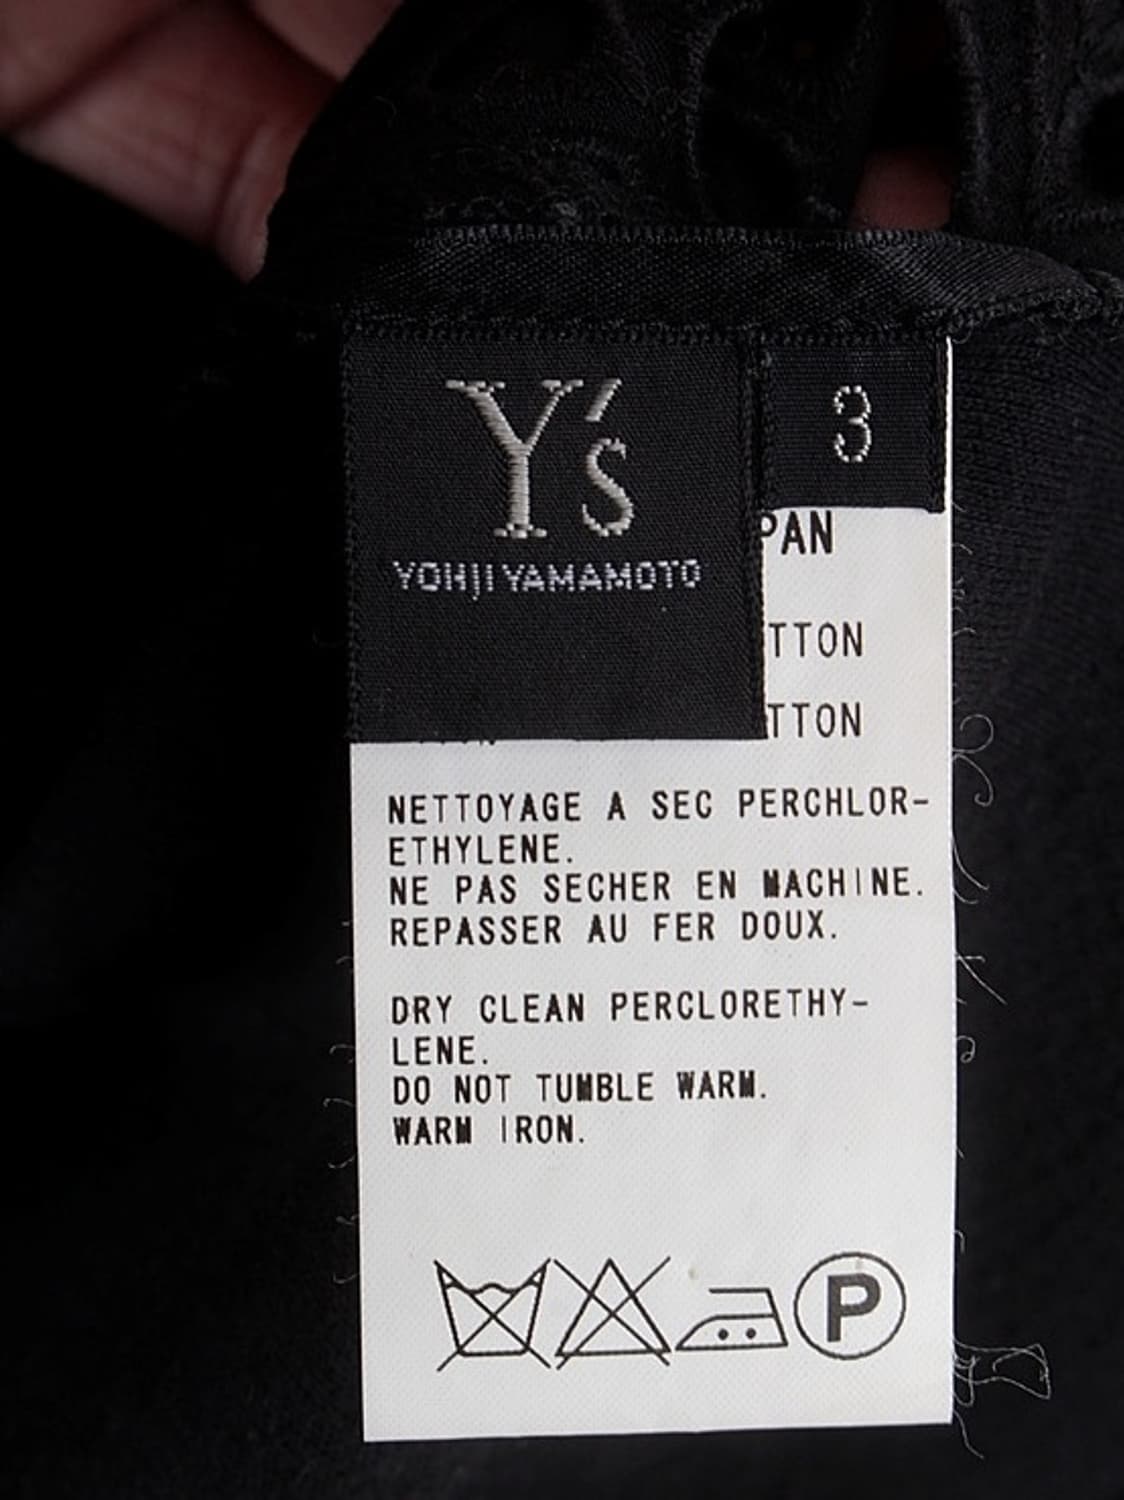 Y's
YOHJI YAMAMOTO
3
PAN
TTON
TTON
NETTOYAGE A SEC PERCHLOR-
ETHYLENE.
NE PAS SECHER EN MACHINE.
REPASSER AU FER DOUX.
DRY CLEAN PERCLORETHY-
LENE.
DO NOT TUMBLE WARM.
WARM IRON.
P